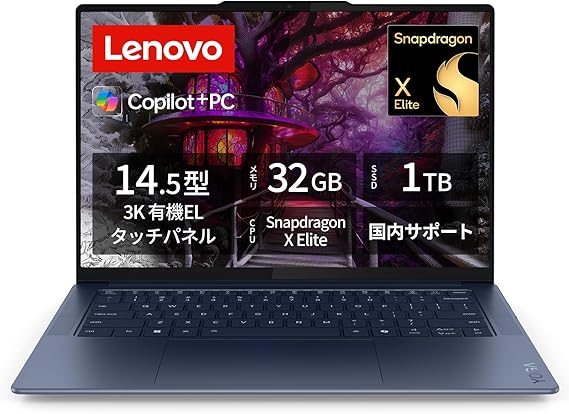 Lenovo
Snapdragon
X
Elite
Copilot+PC
14.5型
3K 有機EL
タッチパネル
メモリ
32GB
SSD
1TB
CPU
Snapdragon
X Elite
国内サポート
YOGA